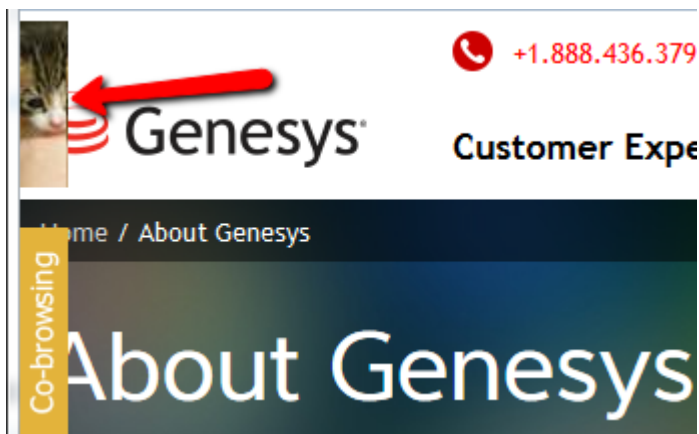 +1.888.436.379
Genesys
Customer Expe
Home / About Genesys
Co-browsing
About Genesys